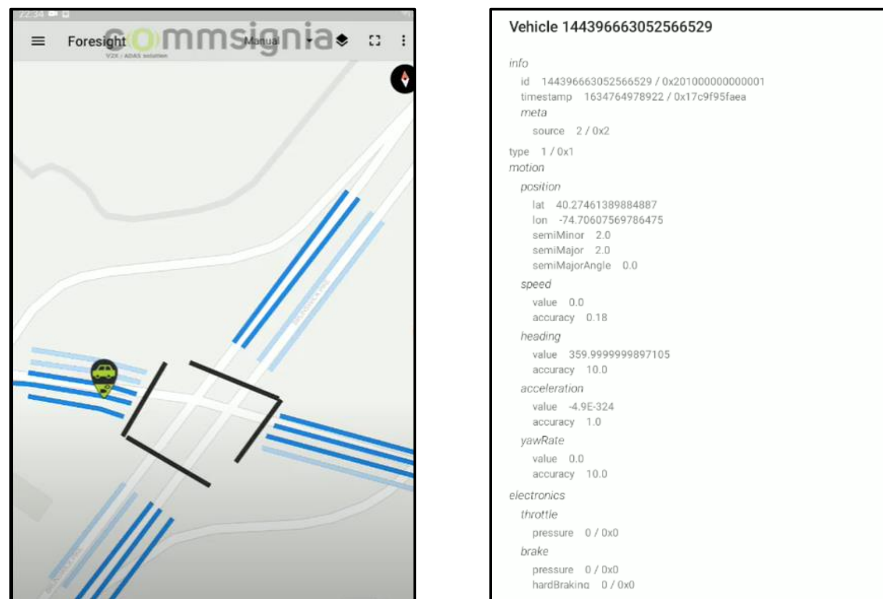 22:34
commsignia
Foresight
Manual
V2X / ADAS solution
Vehicle 144396663052566529
info
id 144396663052566529 / 0x201000000000001
timestamp 1634764978922 / 0x17c9f95faea
meta
source 2 / 0x2
type 1 / 0x1
motion
position
lat 40.27461389884887
lon -74.70607569786475
semiMinor 2.0
semiMajor 2.0
semiMajorAngle 0.0
speed
value 0.0
accuracy 0.18
heading
value 359.9999999897105
accuracy 10.0
acceleration
value -4.9E-324
accuracy 1.0
yawRate
value 0.0
accuracy 10.0
electronics
throttle
pressure 0 / 0x0
brake
pressure 0 / 0x0
hardBraking 0 / 0x0